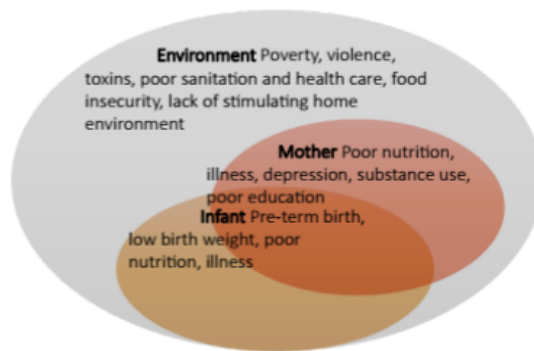 Environment Poverty, violence,
toxins, poor sanitation and health care, food
insecurity, lack of stimulating home
environment
Mother Poor nutrition,
illness, depression, substance use,
poor education
Infant Pre-term birth,
low birth weight, poor
nutrition, illness